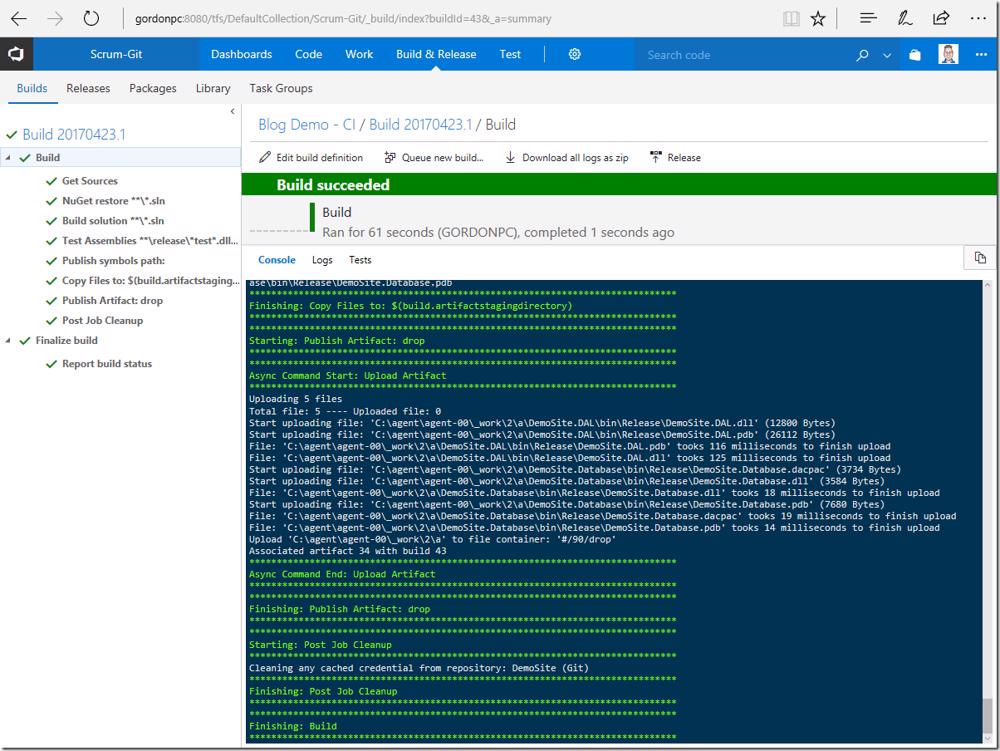 gordonpc:8080/tfs/DefaultCollection/Scrum-Git/_build/index?buildId=43&_a=summary
Scrum-Git Dashboards Code Work Build & Release Test Search code
Builds Releases Packages Library Task Groups
Build 20170423.1
Build
Get Sources
NuGet restore **\*.sln
Build solution **\*.sln
Test Assemblies **\release\*test*.dll...
Publish symbols path:
Copy Files to: $(build.artifactstaging...
Publish Artifact: drop
Post Job Cleanup
Finalize build
Report build status
Blog Demo - CI / Build 20170423.1 / Build
Edit build definition Queue new build... Download all logs as zip Release
Build succeeded
Build
Ran for 61 seconds (GORDONPC), completed 1 seconds ago
Console Logs Tests
ase\bin\Release\DemoSite.Database.pdb
******************************************************************************
Finishing: Copy Files to: $(build.artifactstagingdirectory)
******************************************************************************
******************************************************************************
Starting: Publish Artifact: drop
******************************************************************************
******************************************************************************
Async Command Start: Upload Artifact
******************************************************************************
Uploading 5 files
Total file: 5 ---- Uploaded file: 0
Start uploading file: 'C:\agent\agent-00\_work\2\a\DemoSite.DAL\bin\Release\DemoSite.DAL.dll' (12800 Bytes)
Start uploading file: 'C:\agent\agent-00\_work\2\a\DemoSite.DAL\bin\Release\DemoSite.DAL.pdb' (26112 Bytes)
File: 'C:\agent\agent-00\_work\2\a\DemoSite.DAL\bin\Release\DemoSite.DAL.pdb' tooks 116 milliseconds to finish upload
File: 'C:\agent\agent-00\_work\2\a\DemoSite.DAL\bin\Release\DemoSite.DAL.dll' tooks 125 milliseconds to finish upload
Start uploading file: 'C:\agent\agent-00\_work\2\a\DemoSite.Database\bin\Release\DemoSite.Database.dacpac' (3734 Bytes)
Start uploading file: 'C:\agent\agent-00\_work\2\a\DemoSite.Database\bin\Release\DemoSite.Database.dll' (3584 Bytes)
File: 'C:\agent\agent-00\_work\2\a\DemoSite.Database\bin\Release\DemoSite.Database.dll' tooks 18 milliseconds to finish upload
Start uploading file: 'C:\agent\agent-00\_work\2\a\DemoSite.Database\bin\Release\DemoSite.Database.pdb' (7680 Bytes)
File: 'C:\agent\agent-00\_work\2\a\DemoSite.Database\bin\Release\DemoSite.Database.dacpac' tooks 19 milliseconds to finish upload
File: 'C:\agent\agent-00\_work\2\a\DemoSite.Database\bin\Release\DemoSite.Database.pdb' tooks 14 milliseconds to finish upload
Upload 'C:\agent\agent-00\_work\2\a' to file container: '#/90/drop'
Associated artifact 34 with build 43
******************************************************************************
Async Command End: Upload Artifact
******************************************************************************
******************************************************************************
Finishing: Publish Artifact: drop
******************************************************************************
******************************************************************************
Starting: Post Job Cleanup
******************************************************************************
Cleaning any cached credential from repository: DemoSite (Git)
******************************************************************************
Finishing: Post Job Cleanup
******************************************************************************
******************************************************************************
Finishing: Build
******************************************************************************